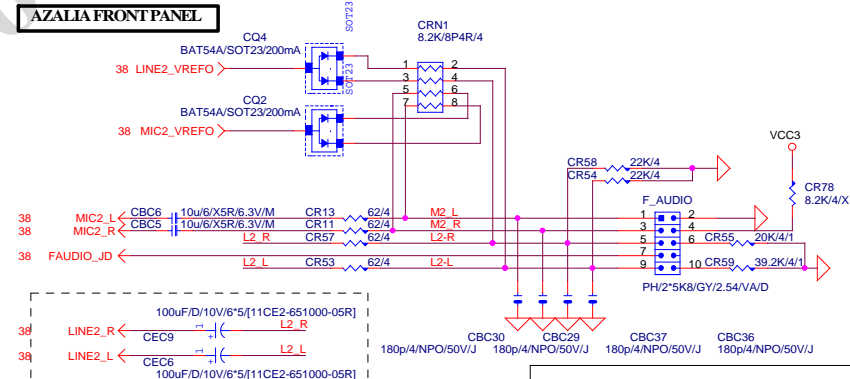 AZALIA FRONT PANEL
SOT23
CQ4
BAT54A/SOT23/200mA
CRN1
8.2K/8P4R/4
38 LINE2_VREFO
SOT23
1 2
3 4
5 6
7 8
CQ2
BAT54A/SOT23/200mA
38 MIC2_VREFO
VCC3
CR58 22K/4
CR54 22K/4
CR78
8.2K/4/X
F_AUDIO
38 MIC2_L CBC6 10u/6/X5R/6.3V/M CR13 62/4 M2_L 1 2
38 MIC2_R CBC5 10u/6/X5R/6.3V/M CR11 62/4 M2_R 3 4
L2_R CR57 62/4 L2-R 5 6 CR55 20K/4/1
38 FAUDIO_JD 7
L2_L CR53 62/4 L2-L 9 10 CR59 39.2K/4/1
PH/2*5K8/GY/2.54/VA/D
100uF/D/10V/6*5/[11CE2-651000-05R]
38 LINE2_R 1 + L2_R
CEC9
38 LINE2_L 1 + L2_L
CEC6
100uF/D/10V/6*5/[11CE2-651000-05R]
CBC30 CBC29 CBC37 CBC36
180p/4/NPO/50V/J 180p/4/NPO/50V/J 180p/4/NPO/50V/J 180p/4/NPO/50V/J